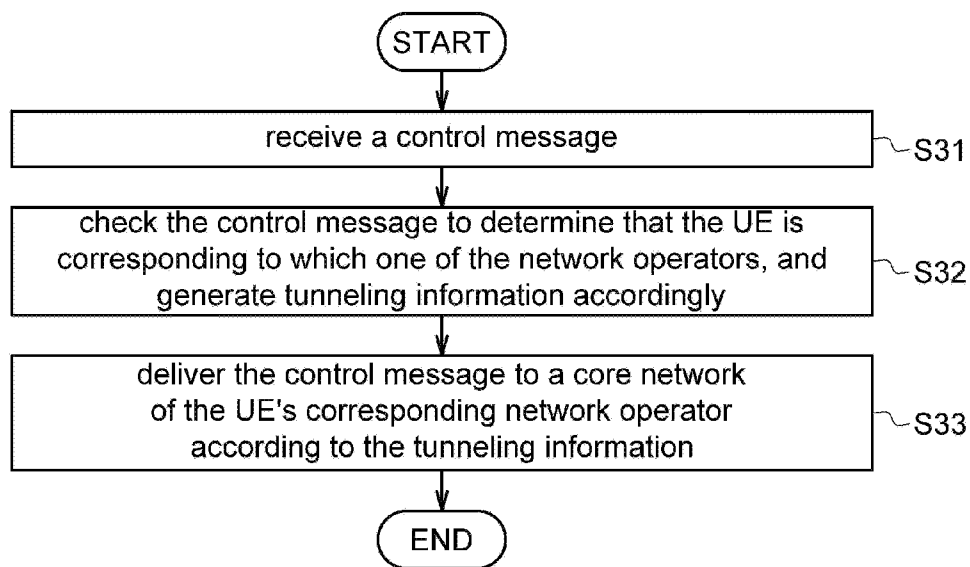 START
receive a control message
S31
check the control message to determine that the UE is
corresponding to which one of the network operators, and
generate tunneling information accordingly
S32
deliver the control message to a core network
of the UE's corresponding network operator
according to the tunneling information
S33
END